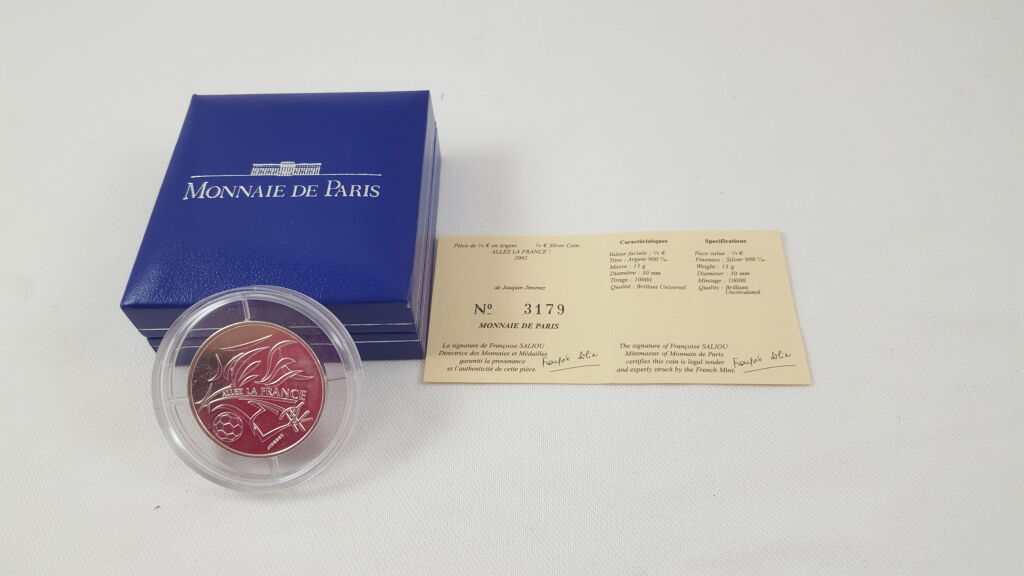 MONNAIE DE PARIS
ALLEZ LA FRANCE
JIMENEZ
Pièce de ¼ € en Argent ¼ € Silver Coin
ALLEZ LA FRANCE !
2002
de Joaquin Jimenez
Nº 3179
MONNAIE DE PARIS
La signature de Françoise SALIOU
Directrice des Monnaies et Médailles
garantit la provenance
et l'authenticité de cette pièce.
Caractéristiques
Valeur faciale : ¼ €
Titre : Argent 900 ‰
Masse : 13 g
Diamètre : 30 mm
Tirage : 10000
Qualité : Brillant Universel
Specifications
Face value : ¼ €
Fineness : Silver 900 ‰
Weight : 13 g
Diameter : 30 mm
Mintage : 10000
Quality : Brilliant
Uncirculated
The signature of Françoise SALIOU
Mintmaster of Monnaie de Paris
certifies this coin is legal tender
and experly struck by the French Mint.